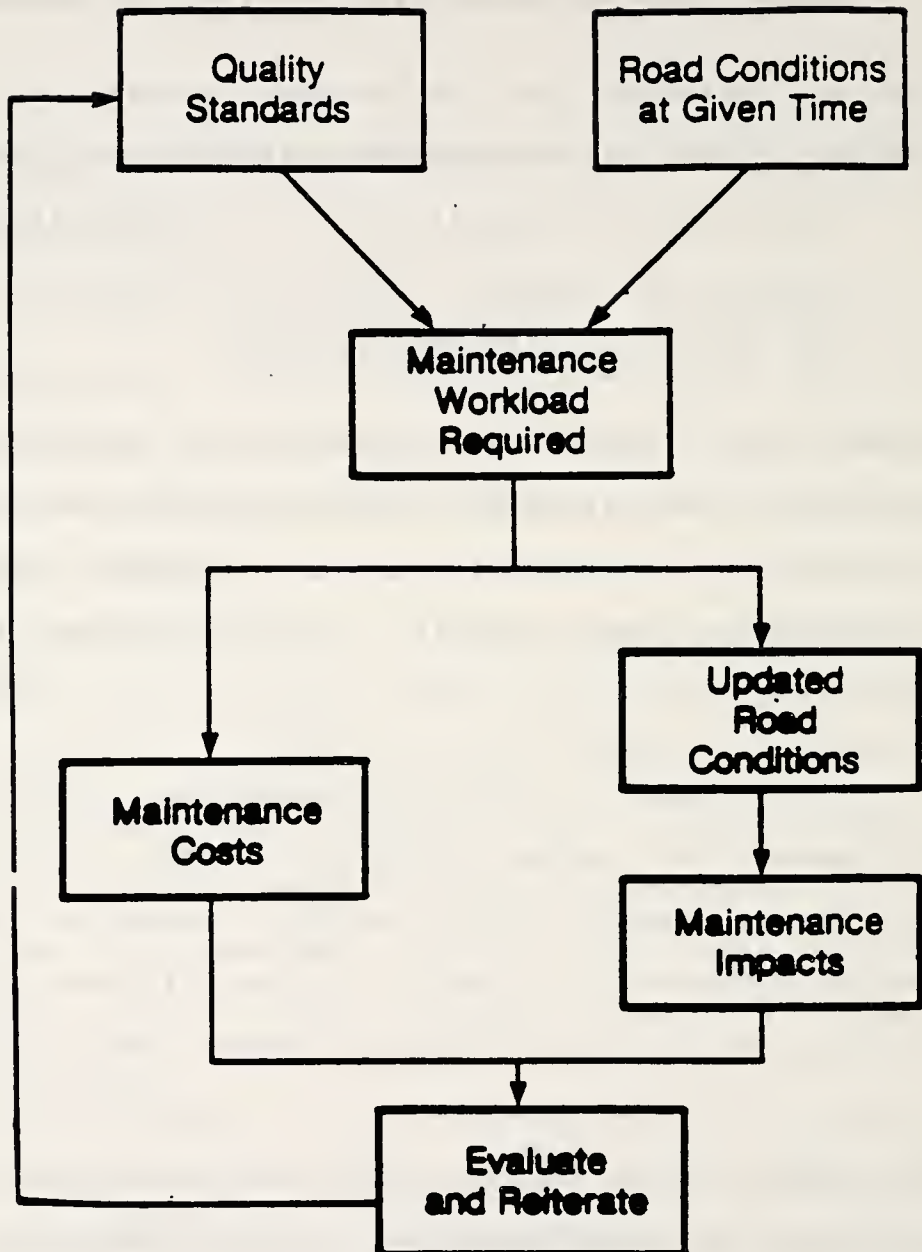 Quality
Standards
Road Conditions
at Given Time
Maintenance
Workload
Required
Updated
Road
Conditions
Maintenance
Costs
Maintenance
Impacts
Evaluate
and Reiterate